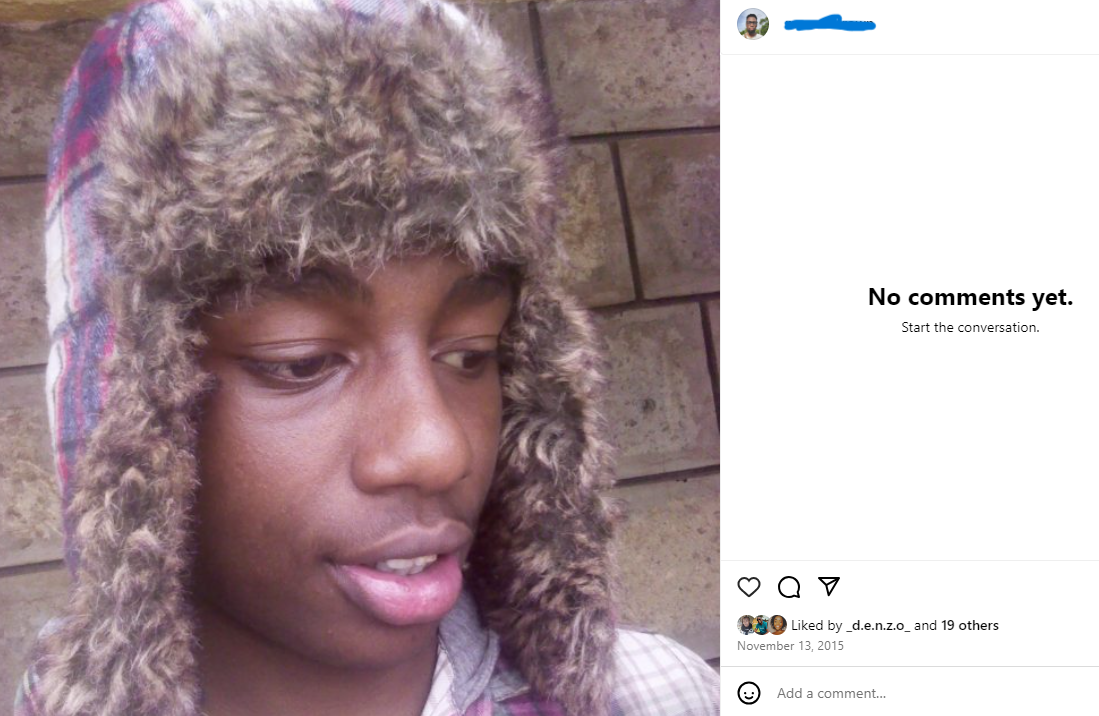 No comments yet.
Start the conversation.
Liked by _d.e.n.z.o_ and 19 others
November 13, 2015
Add a comment...